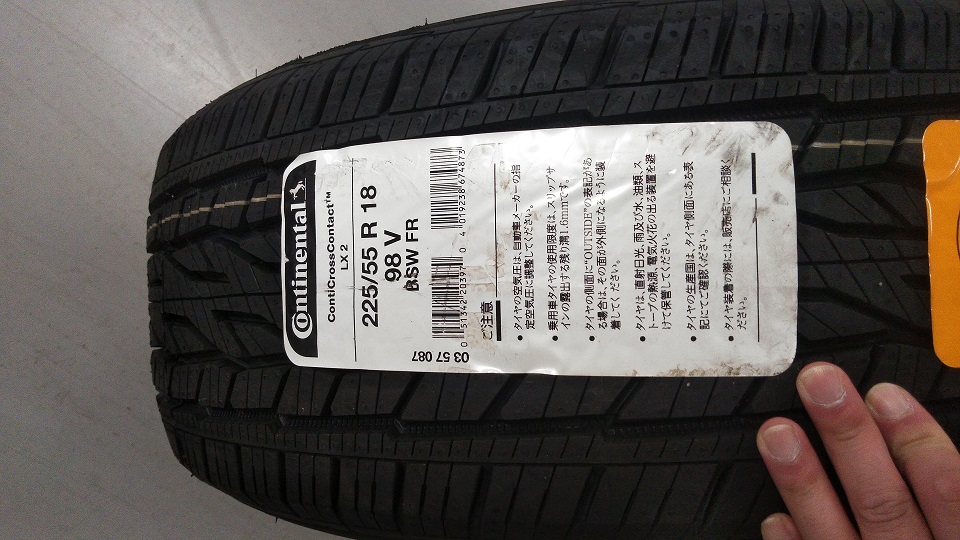 Continental
ContiCrossContact™
LX 2
225/55 R 18
98 V
BSW FR
0 51342 20397 0
4 019238 674873
03 57 087
ご注意
• タイヤの空気圧は、自動車メーカーの指
定空気圧に調整してください。
• 乗用車タイヤの使用限度は、スリップサ
インの露出する残り溝1.6mmです。
• タイヤの側面に"OUTSIDE"の表記があ
る場合は、その面が外側になるように装
着してください。
• タイヤは、直射日光、雨及び水、油類、ス
トーブの熱源、電気火花の出る装置を避
けて保管してください。
• タイヤの生産国は、タイヤ側面にある表
記にてご確認ください。
• タイヤ装着の際には、販売店にご相談く
ださい。